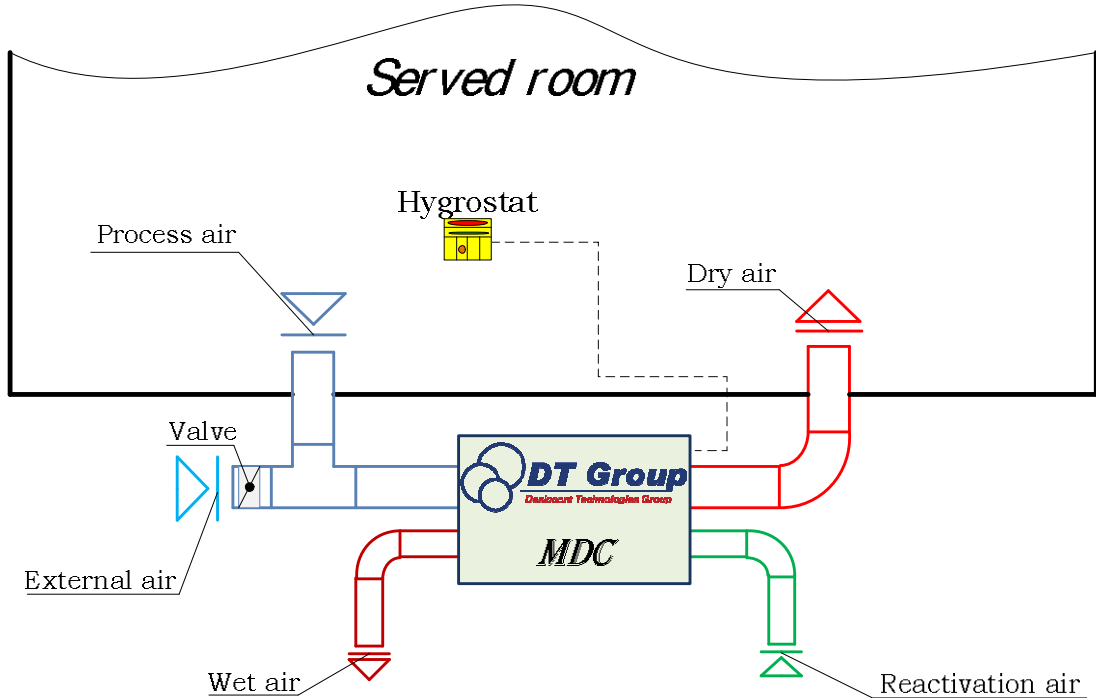 Served room
Hygrostat
Process air
Dry air
Valve
DT Group
Desiccant Technologies Group
MDC
External air
Wet air
Reactivation air